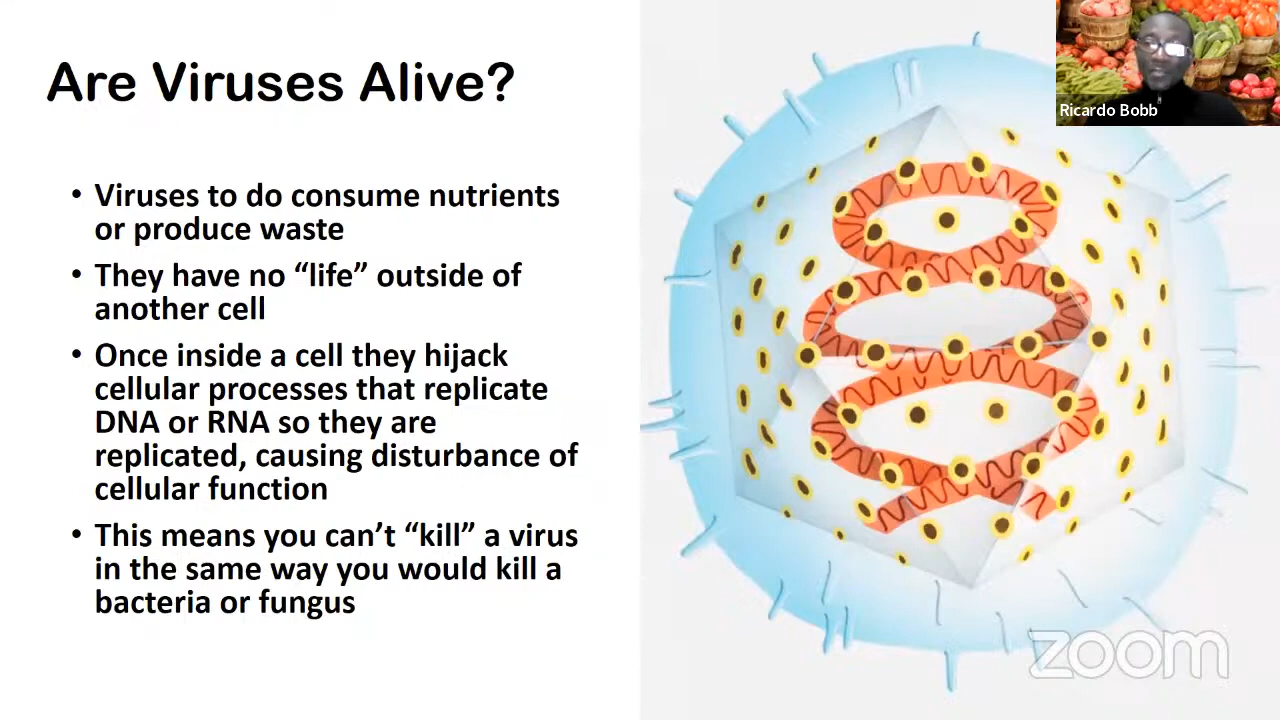 Are Viruses Alive?
• Viruses to do consume nutrients
or produce waste
• They have no “life” outside of
another cell
• Once inside a cell they hijack
cellular processes that replicate
DNA or RNA so they are
replicated, causing disturbance of
cellular function
• This means you can’t “kill” a virus
in the same way you would kill a
bacteria or fungus
Ricardo Bobb
zoom